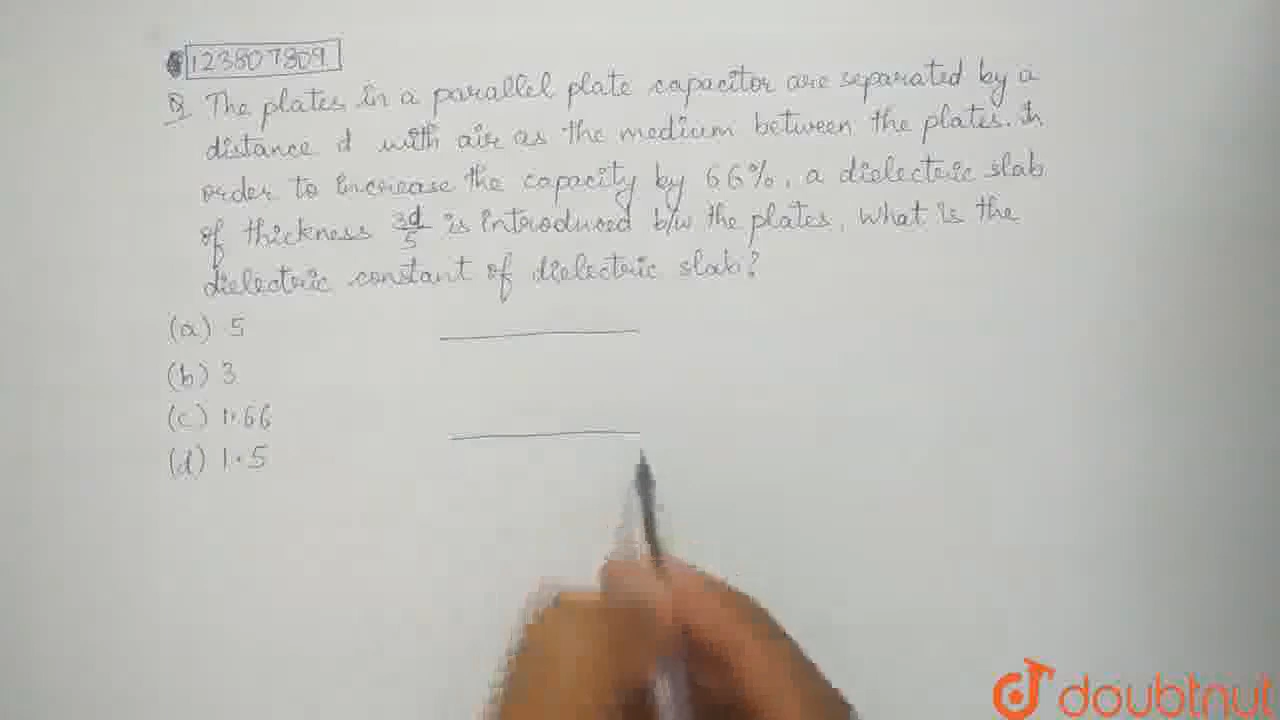 123807809
Q The plates in a parallel plate capacitor are separated by a
distance d with air as the medium between the plates. In
order to increase the capacity by 66%, a dielectric slab
of thickness 3d/5 is introduced b/w the plates, what is the
dielectric constant of dielectric slab?
(a) 5
(b) 3
(c) 1.66
(d) 1.5
doubtnut